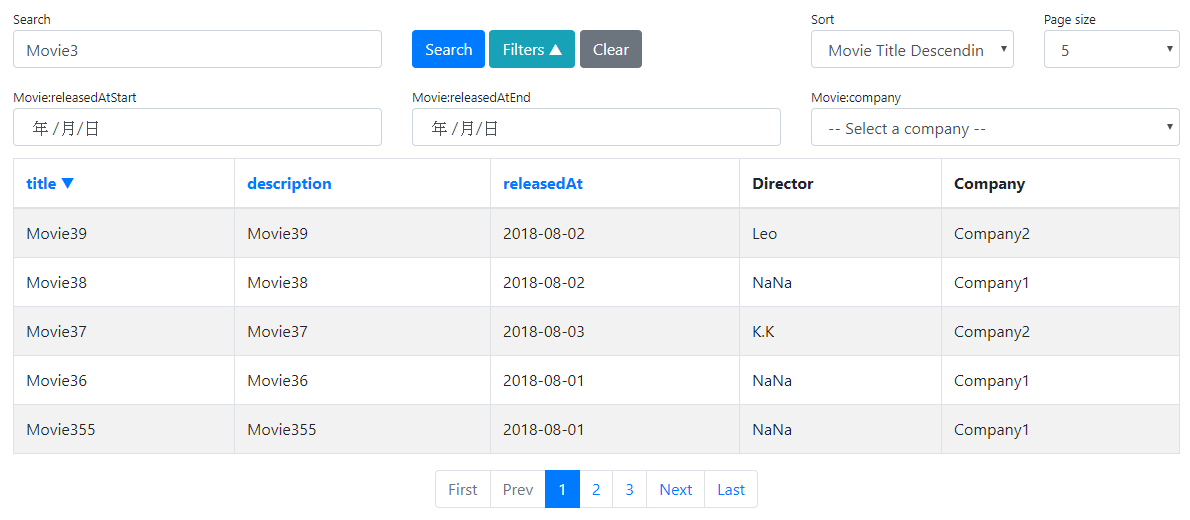 Search Sort Page size
Movie3 Search Filters ▲ Clear Movie Title Descendin 5
Movie:releasedAtStart Movie:releasedAtEnd Movie:company
年 /月/日 年 /月/日 -- Select a company --
title ▼ description releasedAt Director Company
Movie39 Movie39 2018-08-02 Leo Company2
Movie38 Movie38 2018-08-02 NaNa Company1
Movie37 Movie37 2018-08-03 K.K Company2
Movie36 Movie36 2018-08-01 NaNa Company1
Movie355 Movie355 2018-08-01 NaNa Company1
First Prev 1 2 3 Next Last